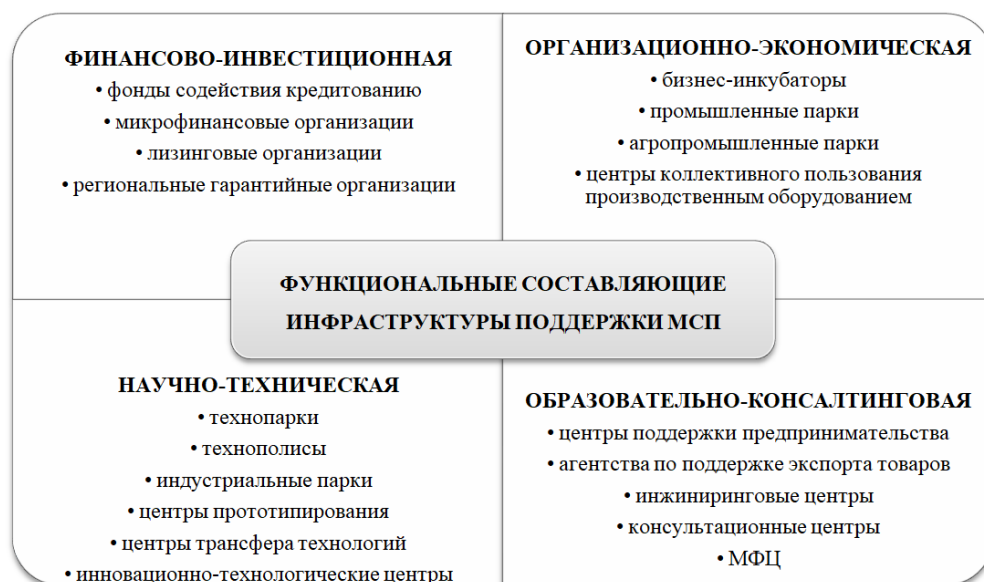 ФИНАНСОВО-ИНВЕСТИЦИОННАЯ
• фонды содействия кредитованию
• микрофинансовые организации
• лизинговые организации
• региональные гарантийные организации
ОРГАНИЗАЦИОННО-ЭКОНОМИЧЕСКАЯ
• бизнес-инкубаторы
• промышленные парки
• агропромышленные парки
• центры коллективного пользования
производственным оборудованием
ФУНКЦИОНАЛЬНЫЕ СОСТАВЛЯЮЩИЕ
ИНФРАСТРУКТУРЫ ПОДДЕРЖКИ МСП
НАУЧНО-ТЕХНИЧЕСКАЯ
• технопарки
• технополисы
• индустриальные парки
• центры прототипирования
• центры трансфера технологий
• инновационно-технологические центры
ОБРАЗОВАТЕЛЬНО-КОНСАЛТИНГОВАЯ
• центры поддержки предпринимательства
• агентства по поддержке экспорта товаров
• инжиниринговые центры
• консультационные центры
• МФЦ